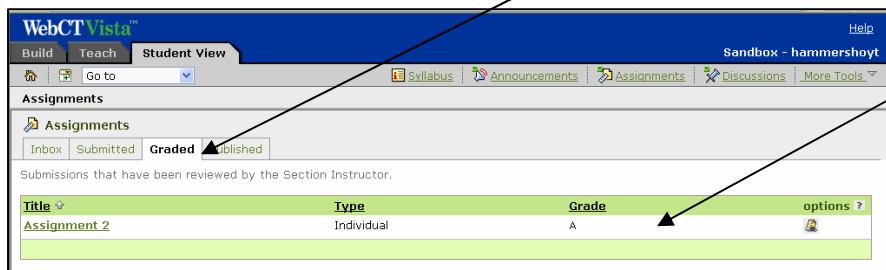 WebCT Vista™ Help
Build Teach Student View Sandbox - hammershoyt
Go to Syllabus Announcements Assignments Discussions More Tools
Assignments
Assignments
Inbox Submitted Graded
Submissions that have been reviewed by the Section Instructor.
Title Type Grade options ?
Assignment 2 Individual A